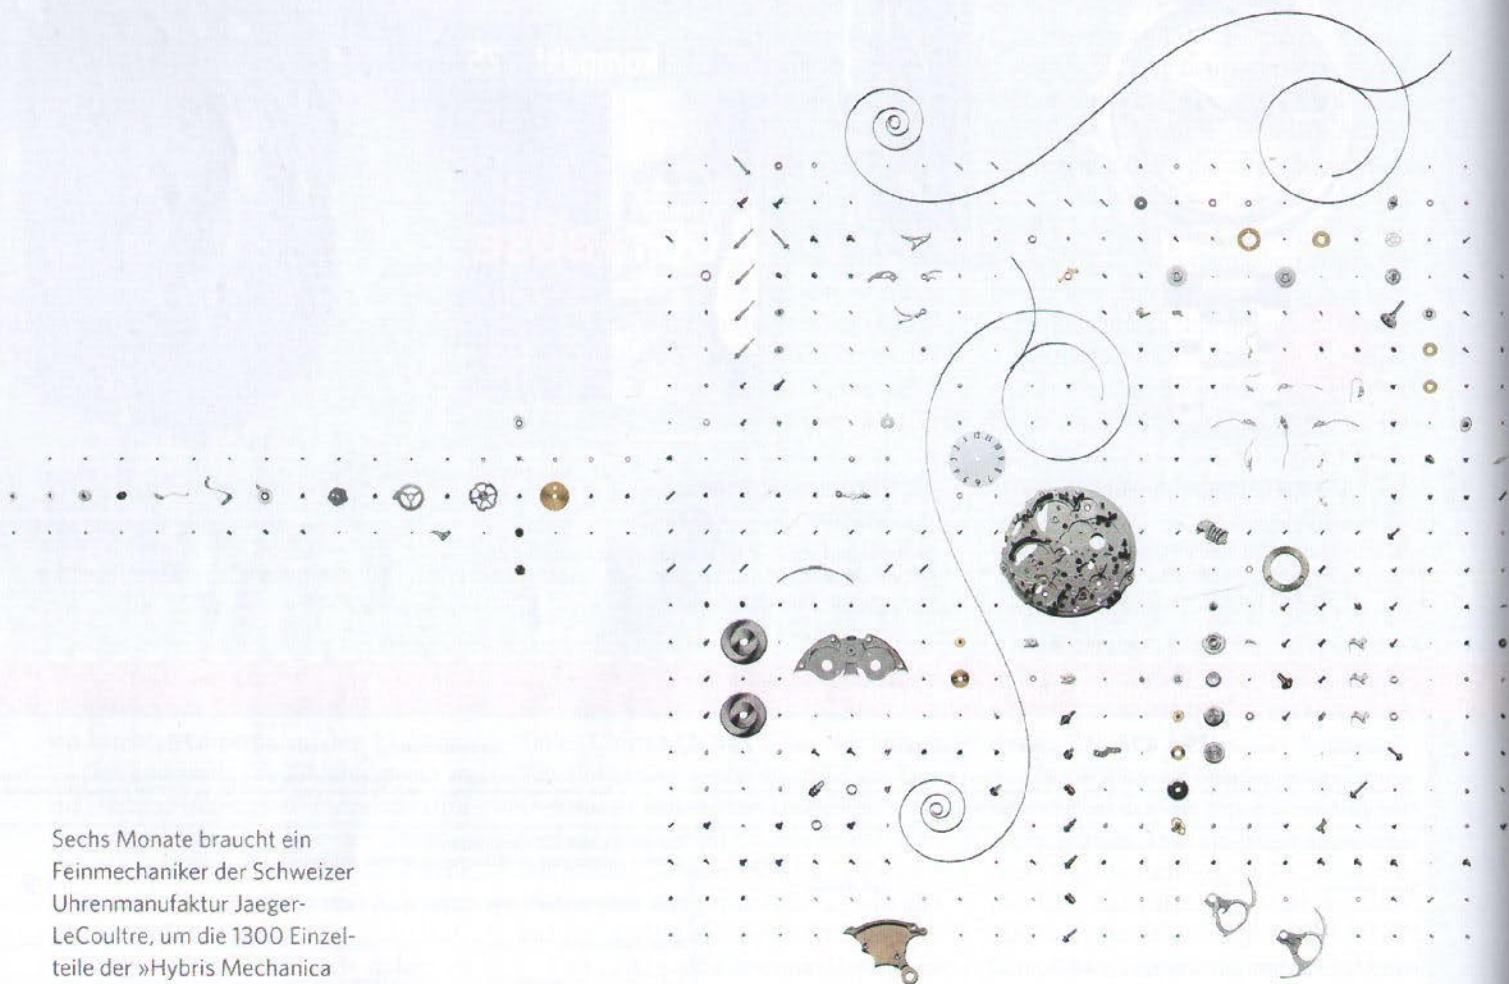 Sechs Monate braucht ein
Feinmechaniker der Schweizer
Uhrenmanufaktur Jaeger-
LeCoultre, um die 1300 Einzel-
teile der »Hybris Mechanica